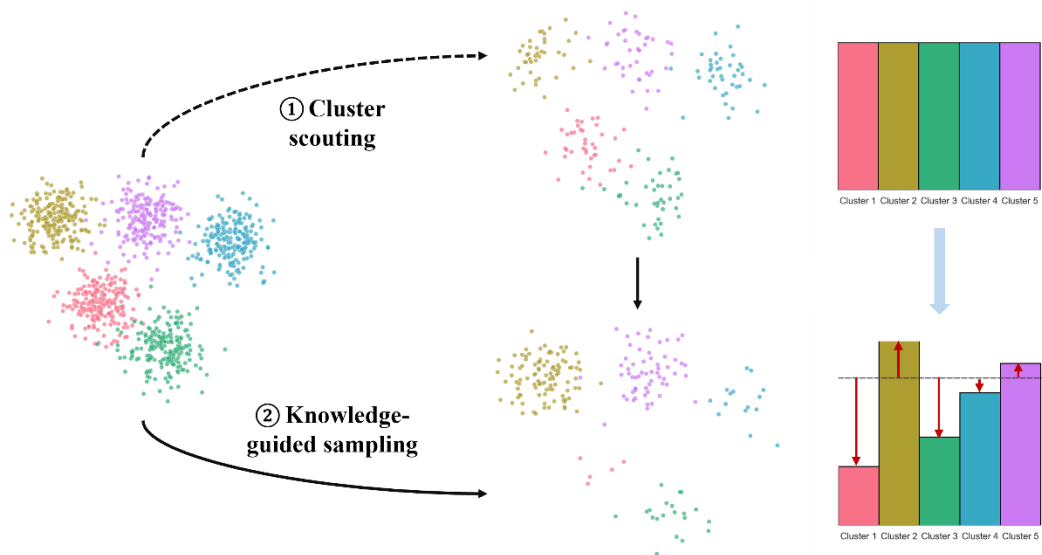 ① Cluster
scouting
Cluster 1 Cluster 2 Cluster 3 Cluster 4 Cluster 5
② Knowledge-
guided sampling
Cluster 1 Cluster 2 Cluster 3 Cluster 4 Cluster 5